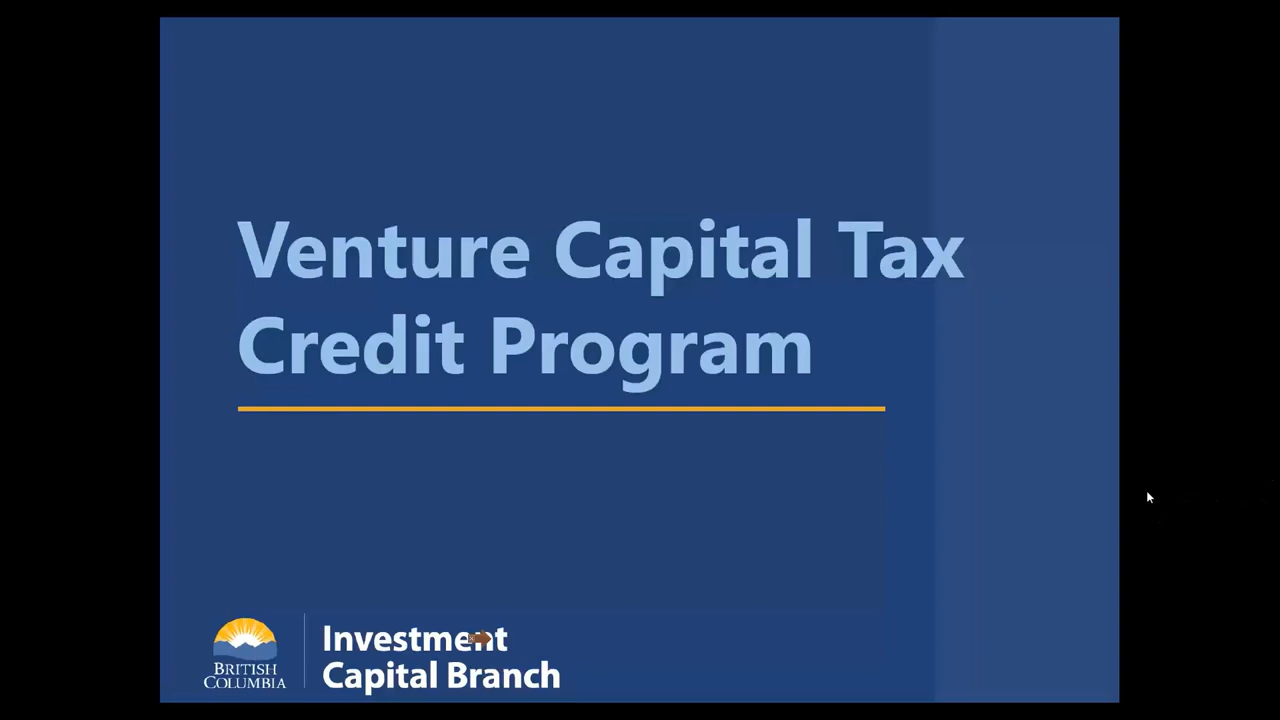 Venture Capital Tax
Credit Program
Investment
Capital Branch
BRITISH
COLUMBIA